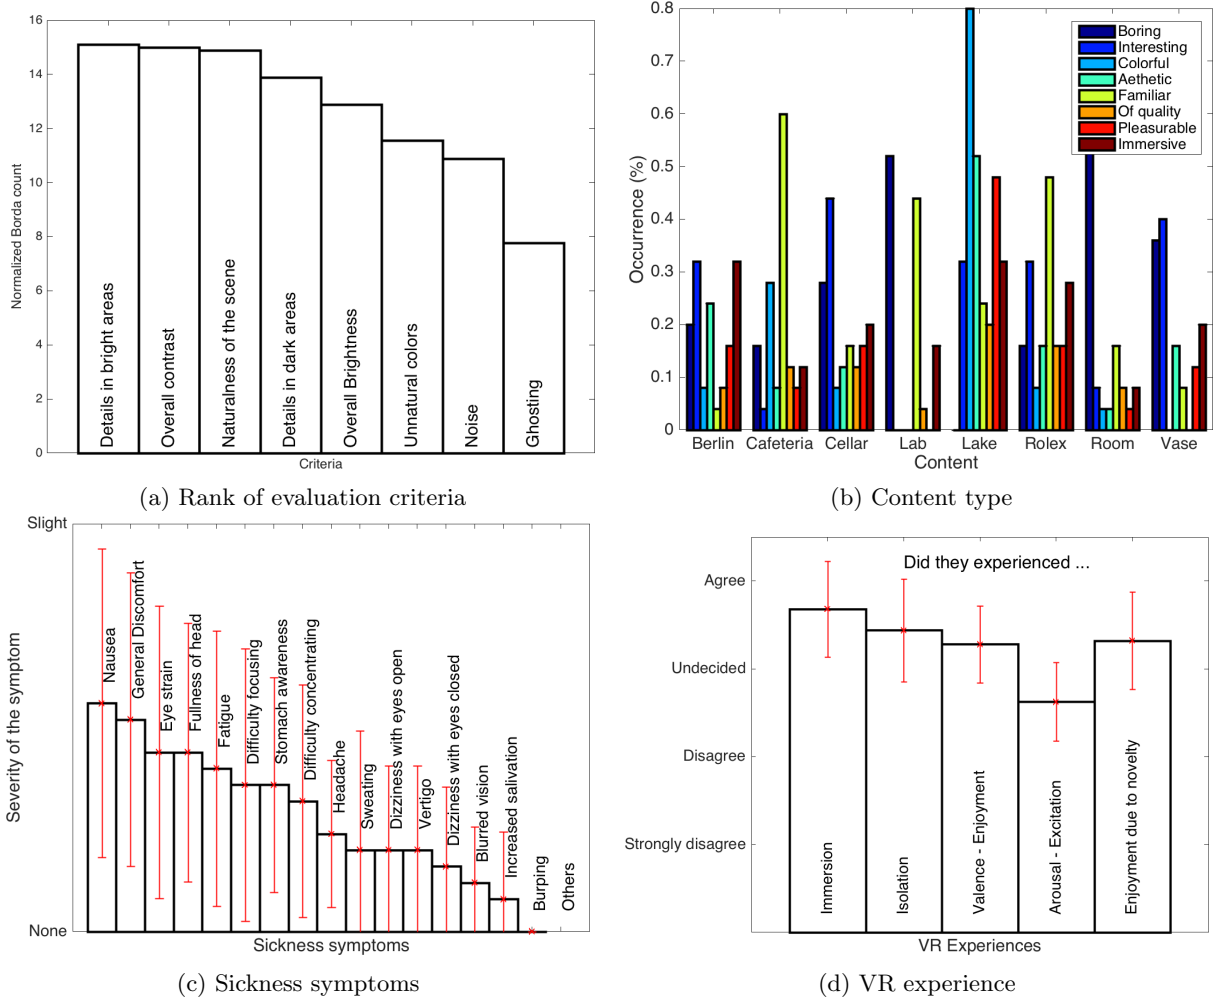 16
14
12
10
8
6
4
2
0
Normalized Borda count
Details in bright areas
Overall contrast
Naturalness of the scene
Details in dark areas
Overall Brightness
Unnatural colors
Noise
Ghosting
Criteria
(a) Rank of evaluation criteria
0.8
0.7
0.6
0.5
0.4
0.3
0.2
0.1
0
Occurrence (%)
Boring
Interesting
Colorful
Aethetic
Familiar
Of quality
Pleasurable
Immersive
Berlin Cafeteria Cellar Lab Lake Rolex Room Vase
Content
(b) Content type
Slight
None
Severity of the symptom
Nausea
General Discomfort
Eye strain
Fullness of head
Fatigue
Difficulty focusing
Stomach awareness
Difficulty concentrating
Headache
Sweating
Dizziness with eyes open
Vertigo
Dizziness with eyes closed
Blurred vision
Increased salivation
Burping
Others
Sickness symptoms
(c) Sickness symptoms
Did they experienced ...
Agree
Undecided
Disagree
Strongly disagree
Immersion
Isolation
Valence - Enjoyment
Arousal - Excitation
Enjoyment due to novelty
VR Experiences
(d) VR experience